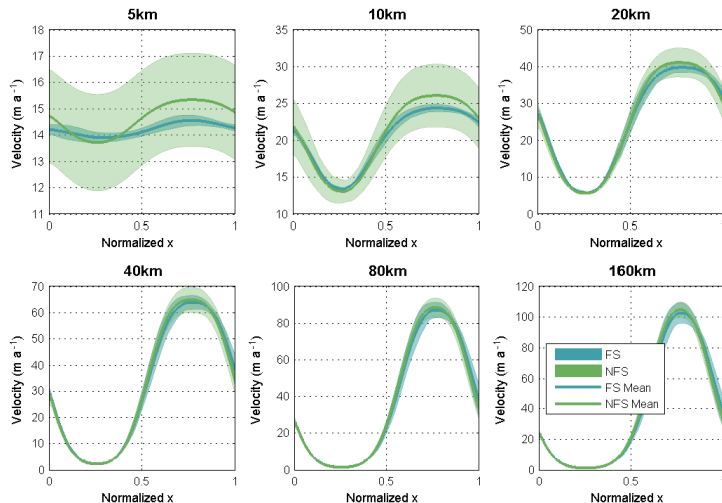 5km
18
17
16
15
14
13
12
11
0
0.5
1
Velocity (m a⁻¹)
Normalized x
10km
35
30
25
20
15
10
0
0.5
1
Velocity (m a⁻¹)
Normalized x
20km
50
40
30
20
10
0
0
0.5
1
Velocity (m a⁻¹)
Normalized x
40km
70
60
50
40
30
20
10
0
0
0.5
1
Velocity (m a⁻¹)
Normalized x
80km
100
80
60
40
20
0
0
0.5
1
Velocity (m a⁻¹)
Normalized x
160km
120
100
80
60
40
20
0
0
0.5
1
Velocity (m a⁻¹)
Normalized x
FS
NFS
FS Mean
NFS Mean